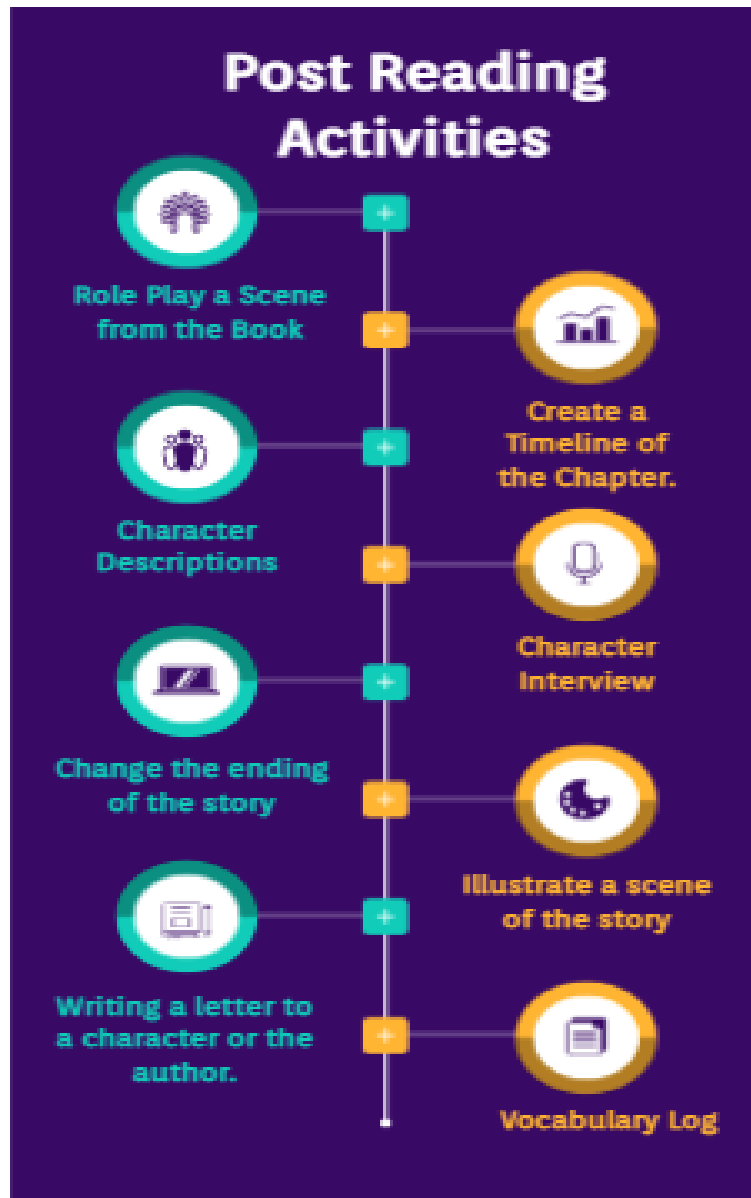 Post Reading
Activities
Role Play a Scene
from the Book
Create a
Timeline of
the Chapter.
Character
Descriptions
Character
Interview
Change the ending
of the story
Illustrate a scene
of the story
Writing a letter to
a character or the
author.
Vocabulary Log